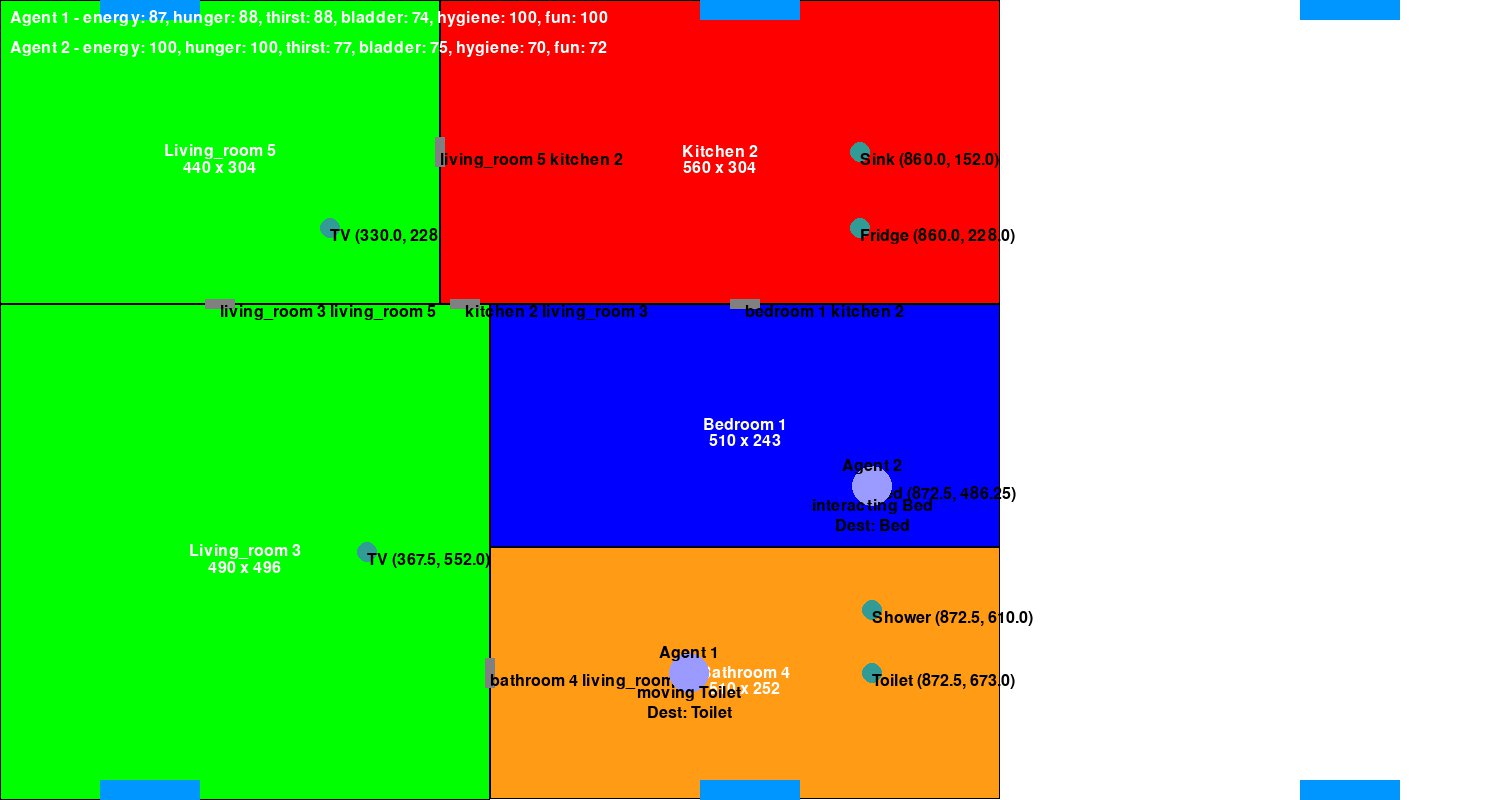 Agent 1 - energy: 87, hunger: 88, thirst: 88, bladder: 74, hygiene: 100, fun: 100
Agent 2 - energy: 100, hunger: 100, thirst: 77, bladder: 75, hygiene: 70, fun: 72
Living_room 5
440 x 304
living_room 5 kitchen 2
Kitchen 2
560 x 304
Sink (860.0, 152.0)
TV (330.0, 228
Fridge (860.0, 228.0)
living_room 3 living_room 5
kitchen 2 living_room 3
bedroom 1 kitchen 2
Bedroom 1
510 x 243
Agent 2
d (872.5, 486.25)
interacting Bed
Dest: Bed
Living_room 3
490 x 496
TV (367.5, 552.0)
Shower (872.5, 610.0)
Agent 1
Bathroom 4
510 x 252
bathroom 4 living_room
Toilet (872.5, 673.0)
moving Toilet
Dest: Toilet